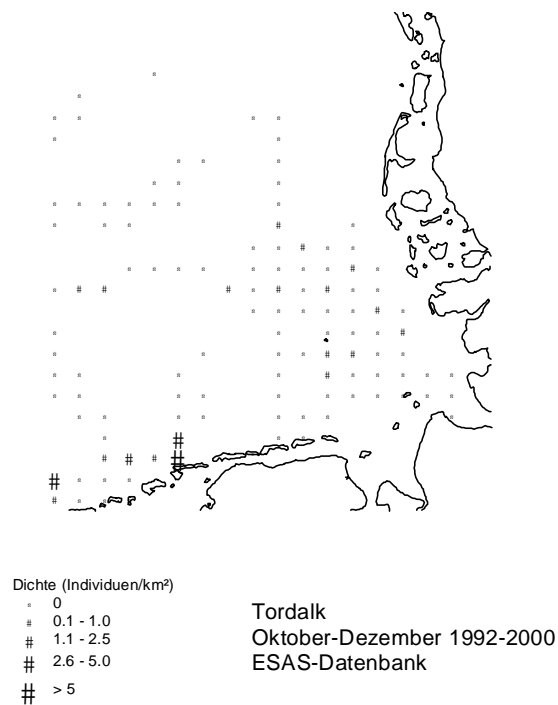 Dichte (Individuen/km²)
0
0.1 - 1.0
# 1.1 - 2.5
# 2.6 - 5.0
# > 5
Tordalk
Oktober-Dezember 1992-2000
ESAS-Datenbank